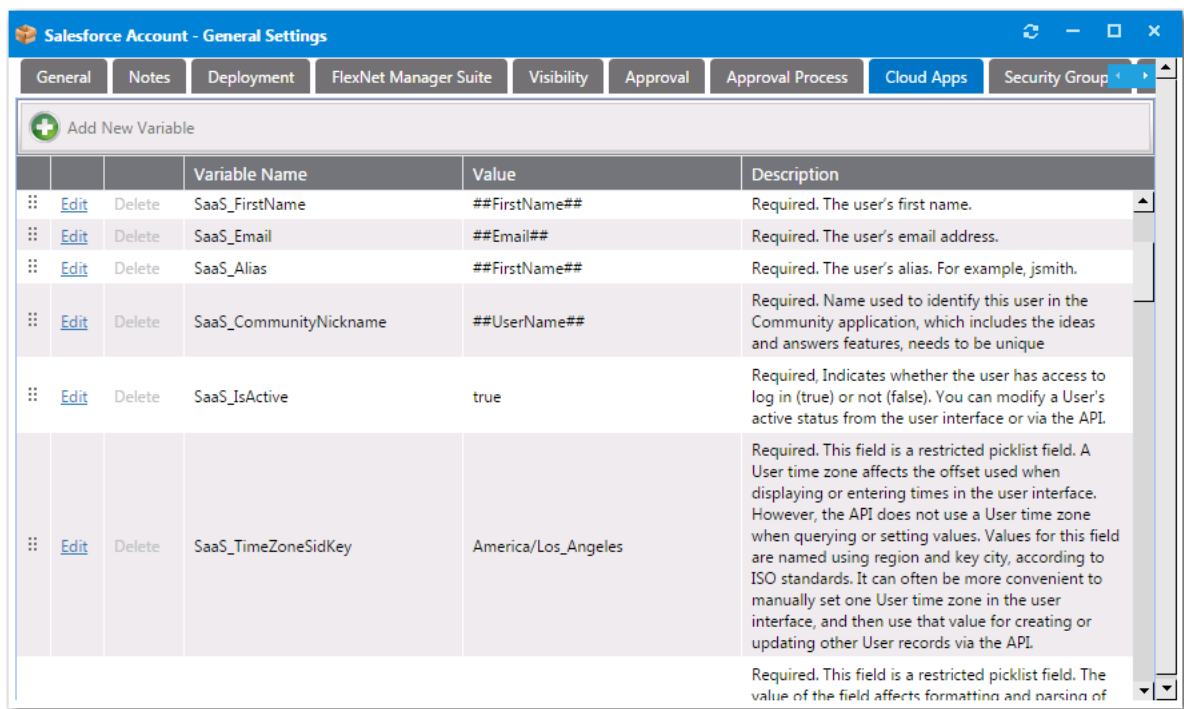 Salesforce Account - General Settings
General Notes Deployment FlexNet Manager Suite Visibility Approval Approval Process Cloud Apps Security Group
Add New Variable
Variable Name Value Description
Edit Delete SaaS_FirstName ##FirstName## Required. The user's first name.
Edit Delete SaaS_Email ##Email## Required. The user's email address.
Edit Delete SaaS_Alias ##FirstName## Required. The user's alias. For example, jsmith.
Required. Name used to identify this user in the
Edit Delete SaaS_CommunityNickname ##UserName## Community application, which includes the ideas
and answers features, needs to be unique
Required, Indicates whether the user has access to
Edit Delete SaaS_IsActive true log in (true) or not (false). You can modify a User's
active status from the user interface or via the API.
Required. This field is a restricted picklist field. A
User time zone affects the offset used when
displaying or entering times in the user interface.
However, the API does not use a User time zone
when querying or setting values. Values for this field
Edit Delete SaaS_TimeZoneSidKey America/Los_Angeles are named using region and key city, according to
ISO standards. It can often be more convenient to
manually set one User time zone in the user
interface, and then use that value for creating or
updating other User records via the API.
Required. This field is a restricted picklist field. The
value of the field affects formatting and parsing of